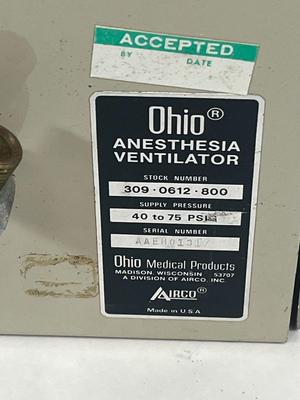 ACCEPTED
BY DATE
Ohio®
ANESTHESIA
VENTILATOR
STOCK NUMBER
309·0612·800
SUPPLY PRESSURE
40 to 75 PSIG
SERIAL NUMBER
Ohio Medical Products
MADISON, WISCONSIN 53707
A DIVISION OF AIRCO, INC.
AIRCO®
Made in U.S.A